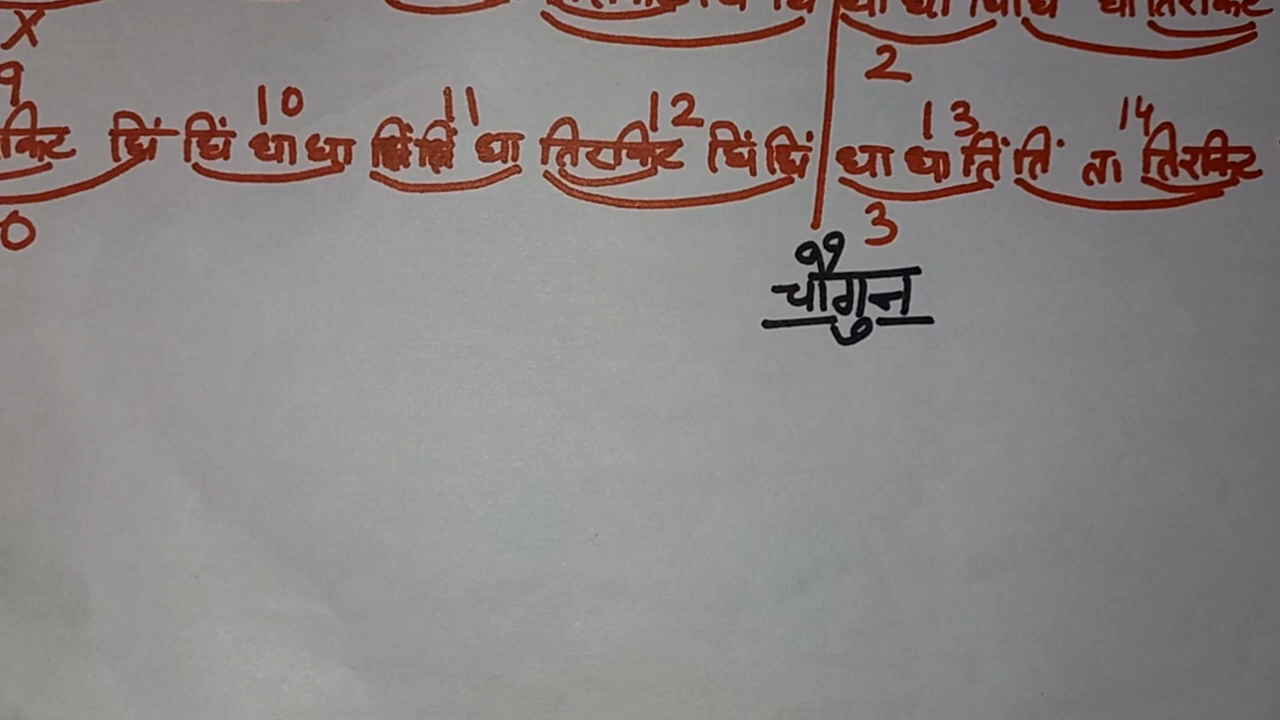 X 2
9 10 11 12 13 14
किट धिं धिं धा धा धिं धिं धा तिरकिट धिं धिं | धा धा तिं तिं ता तिरकिट
0 3
चौगुन